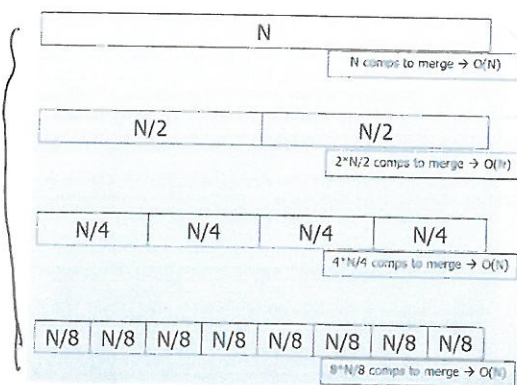 N
N comps to merge → O(N)
N/2 N/2
2*N/2 comps to merge → O(N)
N/4 N/4 N/4 N/4
4*N/4 comps to merge → O(N)
N/8 N/8 N/8 N/8 N/8 N/8 N/8 N/8
8*N/8 comps to merge → O(N)